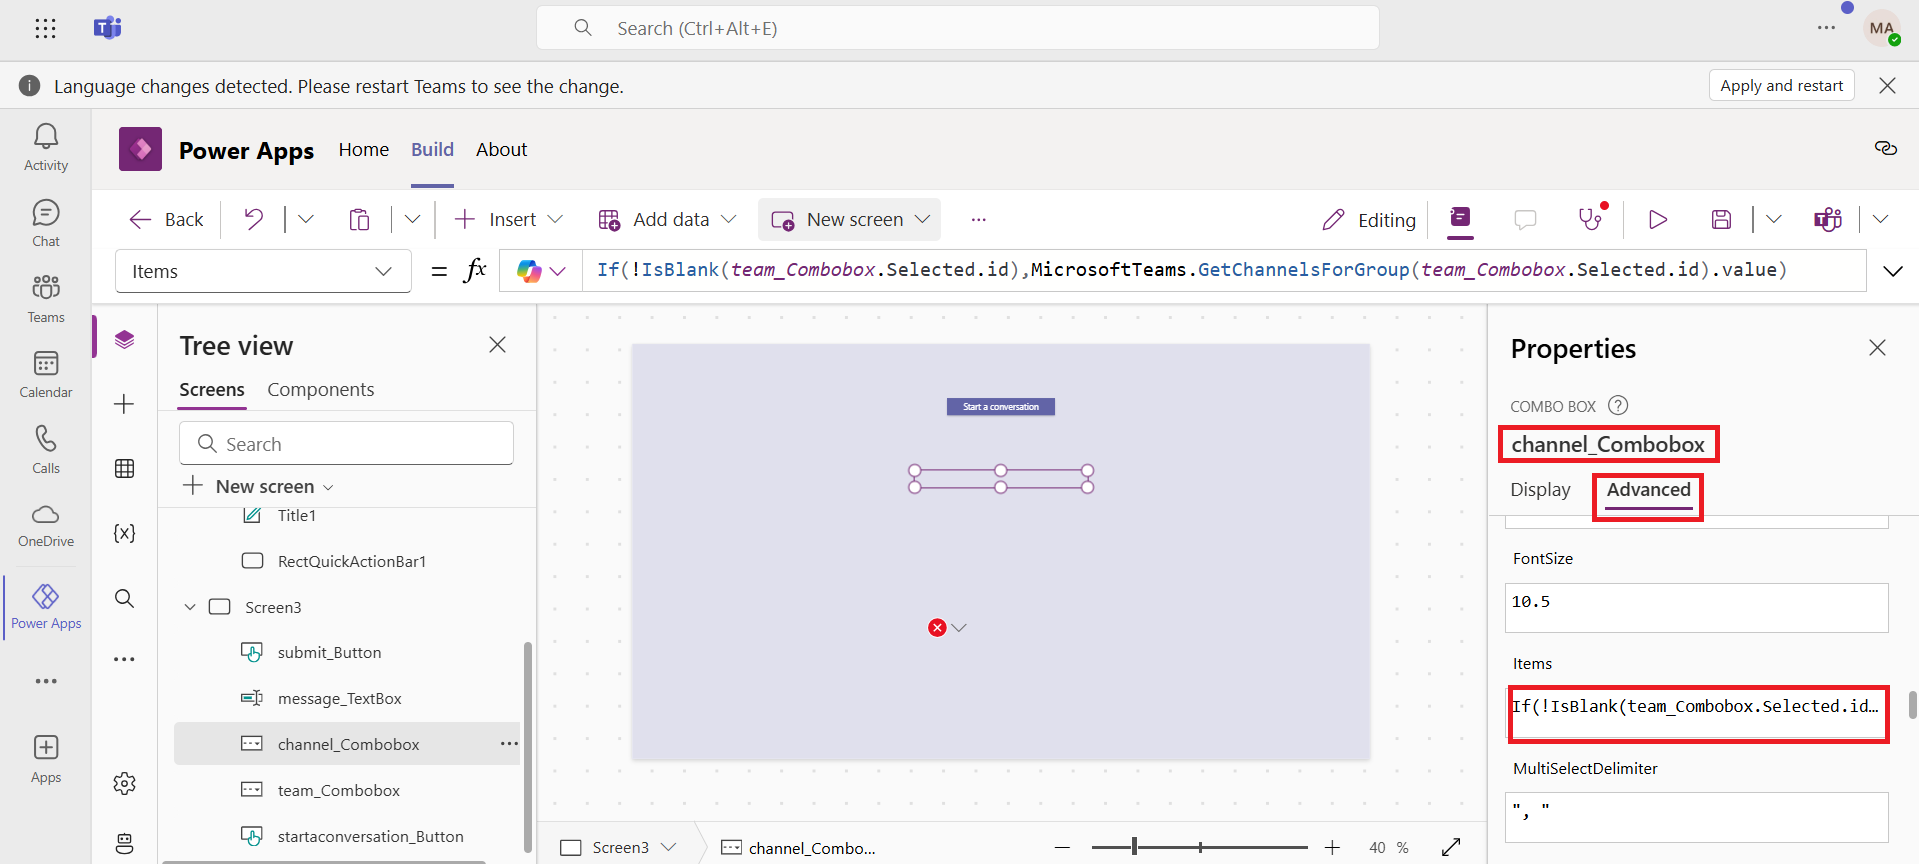 Search (Ctrl+Alt+E)
MA
Language changes detected. Please restart Teams to see the change.
Apply and restart
Activity
Chat
Teams
Calendar
Calls
OneDrive
Power Apps
Apps
Power Apps
Home
Build
About
Back
Insert
Add data
New screen
Editing
Items
= fx
If(!IsBlank(team_Combobox.Selected.id),MicrosoftTeams.GetChannelsForGroup(team_Combobox.Selected.id).value)
Tree view
Screens
Components
Search
New screen
Title1
RectQuickActionBar1
Screen3
submit_Button
message_TextBox
channel_Combobox
team_Combobox
startaconversation_Button
Start a conversation
Screen3
channel_Combo...
40 %
Properties
COMBO BOX
channel_Combobox
Display
Advanced
FontSize
10.5
Items
If(!IsBlank(team_Combobox.Selected.id…
MultiSelectDelimiter
", "